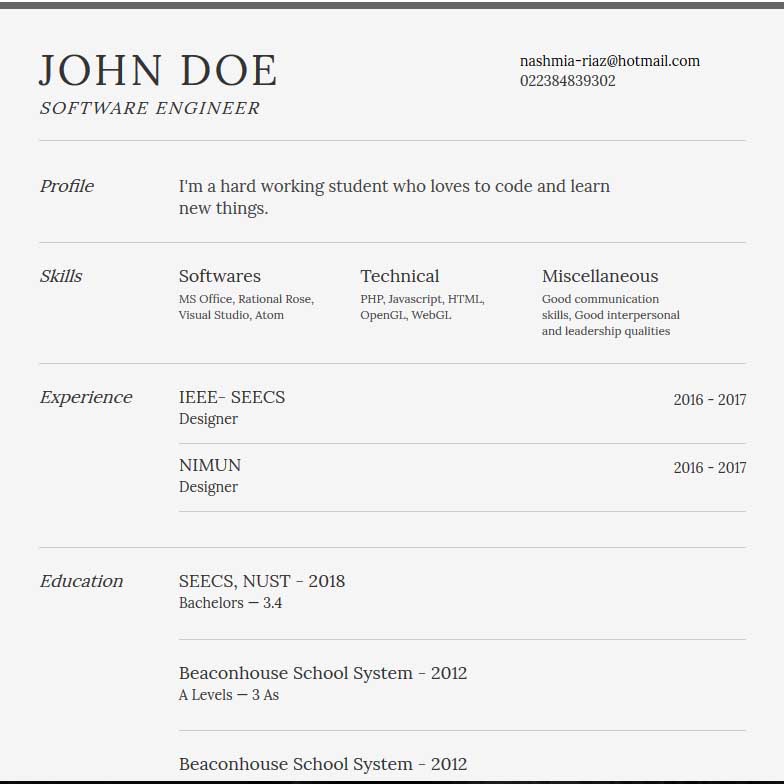 JOHN DOE
SOFTWARE ENGINEER
nashmia-riaz@hotmail.com
022384839302
Profile
I'm a hard working student who loves to code and learn
new things.
Skills
Softwares
MS Office, Rational Rose,
Visual Studio, Atom
Technical
PHP, Javascript, HTML,
OpenGL, WebGL
Miscellaneous
Good communication
skills, Good interpersonal
and leadership qualities
Experience
IEEE- SEECS
2016 - 2017
Designer
NIMUN
2016 - 2017
Designer
Education
SEECS, NUST - 2018
Bachelors — 3.4
Beaconhouse School System - 2012
A Levels — 3 As
Beaconhouse School System - 2012